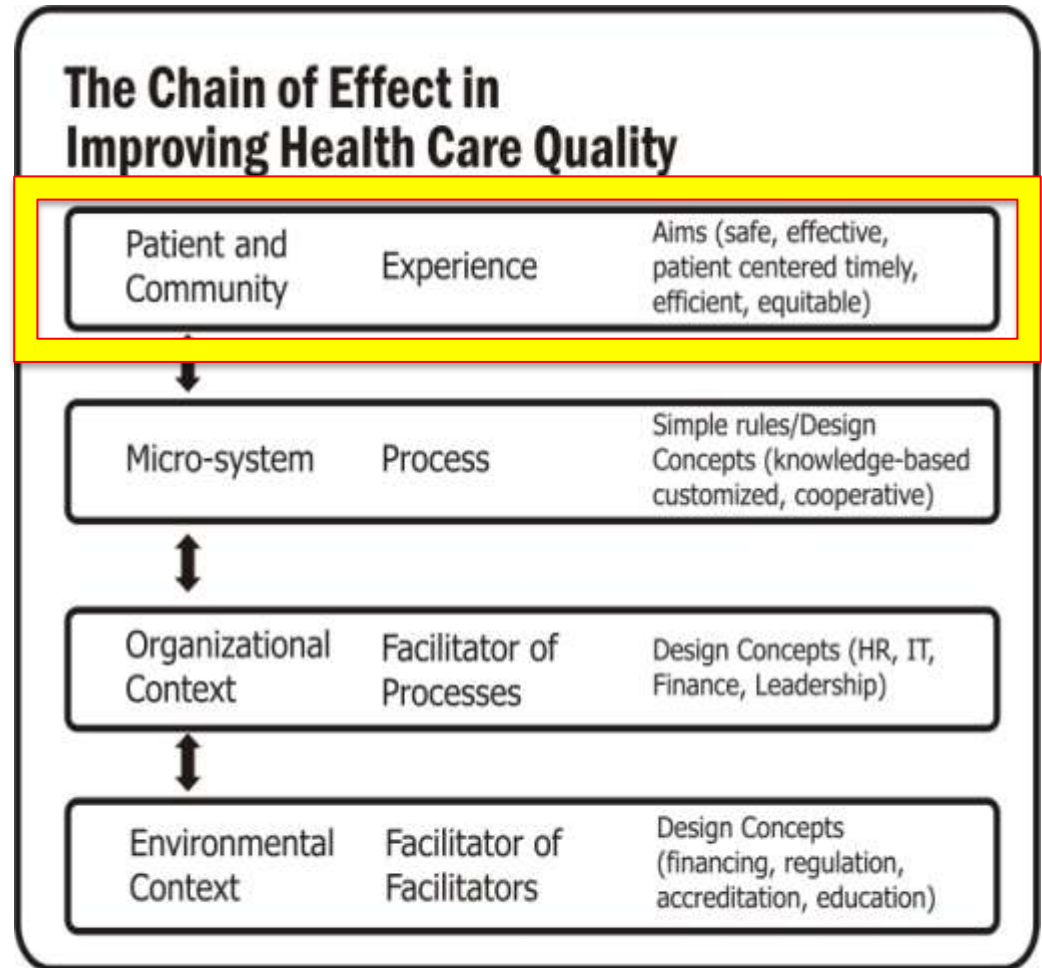 The Chain of Effect in
Improving Health Care Quality
Patient and
Community
Experience
Aims (safe, effective,
patient centered timely,
efficient, equitable)
Micro-system
Process
Simple rules/Design
Concepts (knowledge-based
customized, cooperative)
Organizational
Context
Facilitator of
Processes
Design Concepts (HR, IT,
Finance, Leadership)
Environmental
Context
Facilitator of
Facilitators
Design Concepts
(financing, regulation,
accreditation, education)